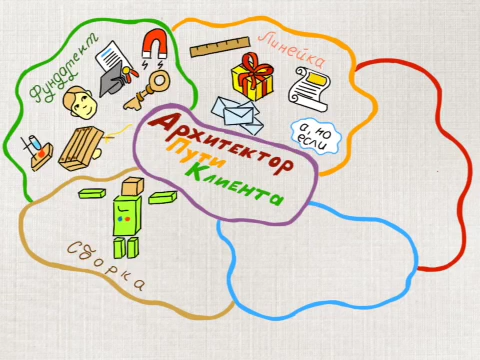 Фундамент
Линейка
а, но
если
Архитектор
Пути
Клиента
Сборка